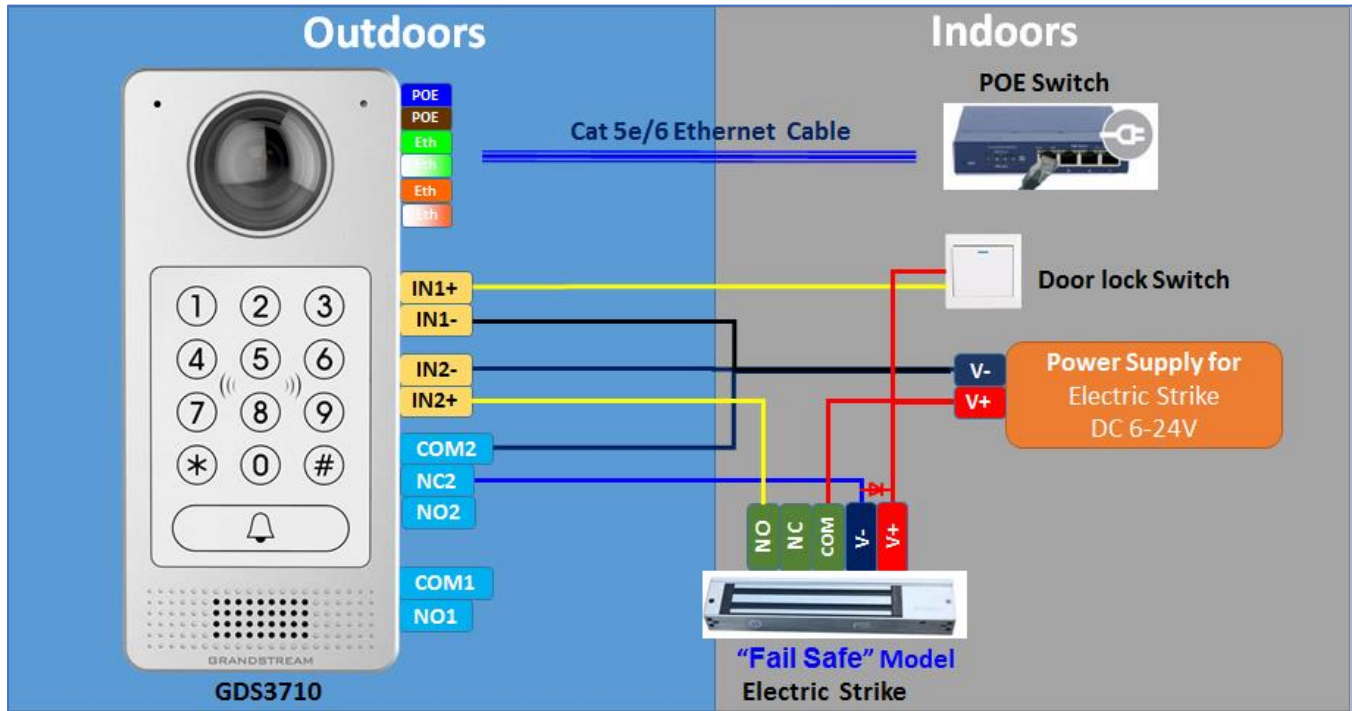 Outdoors
Indoors
POE Switch
POE
POE
Eth
Eth
Eth
Eth
Cat 5e/6 Ethernet Cable
IN1+
IN1-
IN2-
IN2+
COM2
NC2
NO2
COM1
NO1
1 2 3
4 5 6
7 8 9
* 0 #
GRANDSTREAM
GDS3710
Door lock Switch
V-
V+
Power Supply for
Electric Strike
DC 6-24V
NO
NC
COM
V-
V+
“Fail Safe” Model
Electric Strike